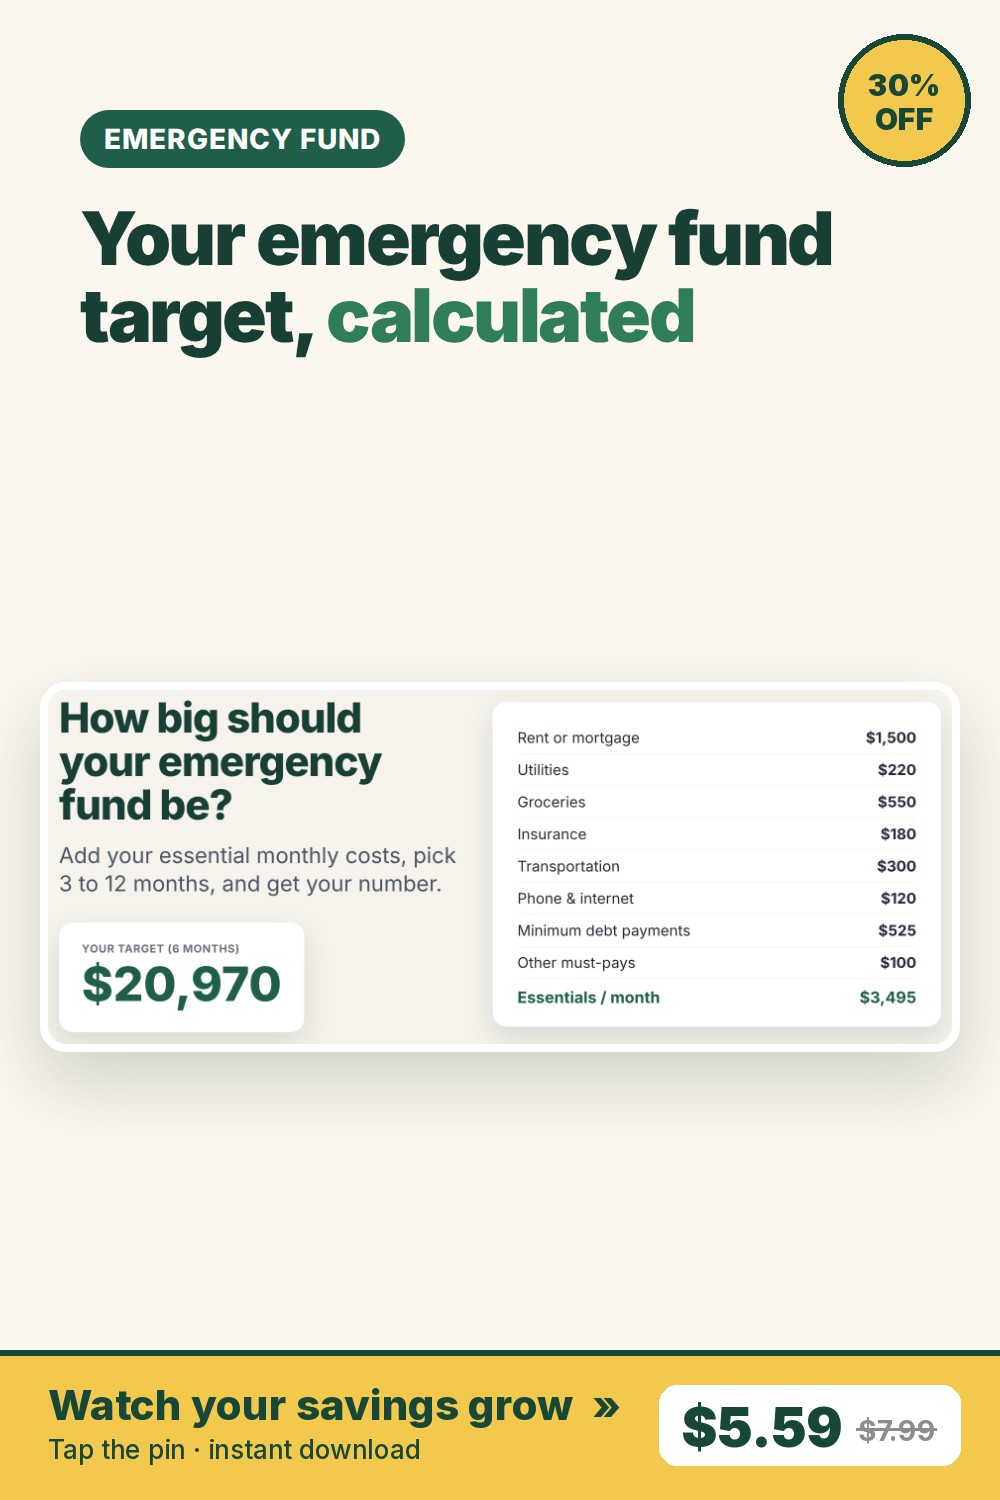 30%
OFF
EMERGENCY FUND
Your emergency fund
target, calculated
How big should
your emergency
fund be?
Add your essential monthly costs, pick
3 to 12 months, and get your number.
YOUR TARGET (6 MONTHS)
$20,970
Rent or mortgage $1,500
Utilities $220
Groceries $550
Insurance $180
Transportation $300
Phone & internet $120
Minimum debt payments $525
Other must-pays $100
Essentials / month $3,495
Watch your savings grow »
Tap the pin · instant download
$5.59 $7.99